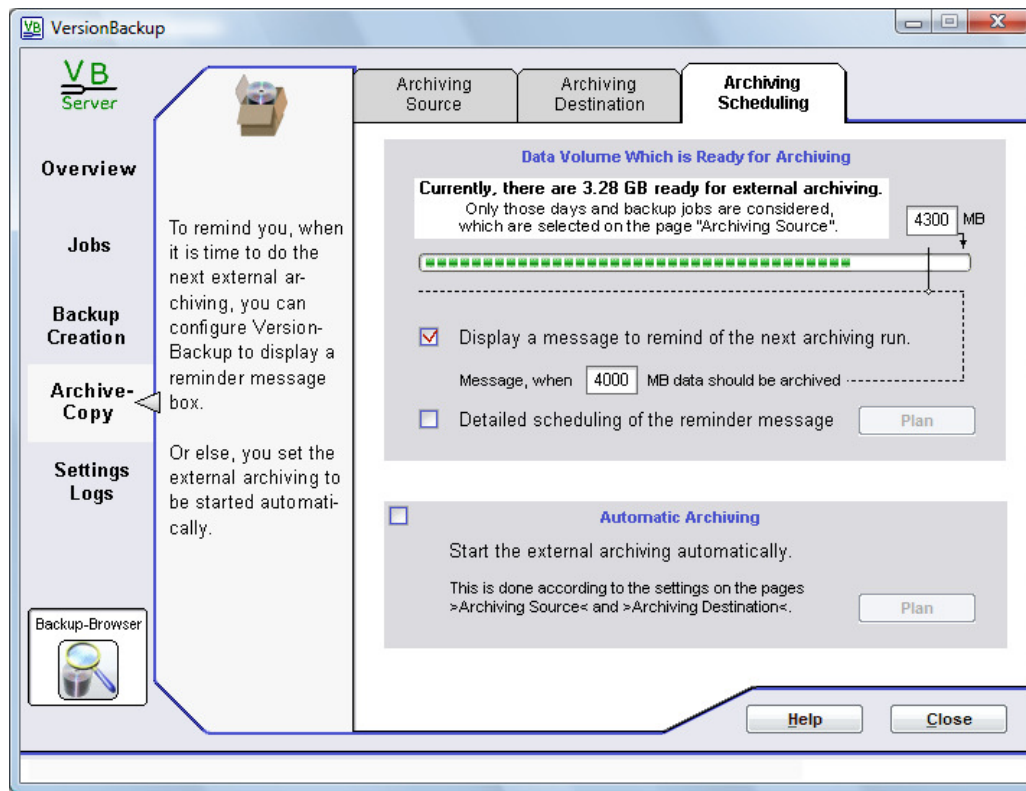 VB VersionBackup
VB
Server
Overview
Jobs
Backup
Creation
Archive-
Copy
Settings
Logs
Backup-Browser
To remind you, when
it is time to do the
next external ar-
chiving, you can
configure Version-
Backup to display a
reminder message
box.
Or else, you set the
external archiving to
be started automati-
cally.
Archiving
Source
Archiving
Destination
Archiving
Scheduling
Data Volume Which is Ready for Archiving
Currently, there are 3.28 GB ready for external archiving.
Only those days and backup jobs are considered,
which are selected on the page "Archiving Source".
4300 MB
Display a message to remind of the next archiving run.
Message, when 4000 MB data should be archived
Detailed scheduling of the reminder message
Plan
Automatic Archiving
Start the external archiving automatically.
This is done according to the settings on the pages
>Archiving Source< and >Archiving Destination<.
Plan
Help
Close